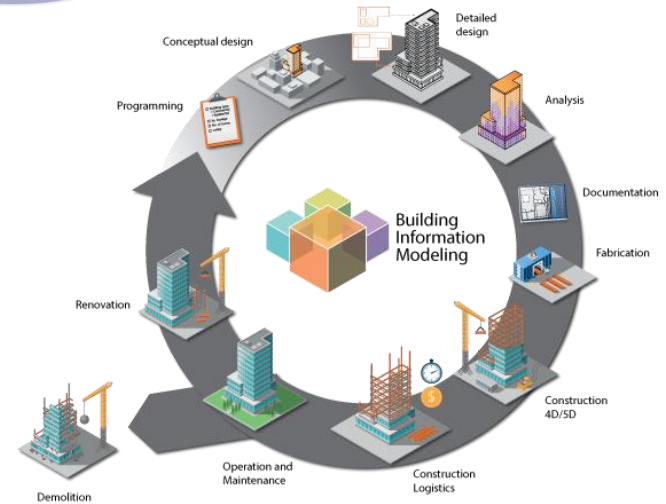 Conceptual design
Detailed
design
Programming
Analysis
Documentation
Building
Information
Modeling
Fabrication
Renovation
Construction
4D/5D
Operation and
Maintenance
Construction
Logistics
Demolition
$